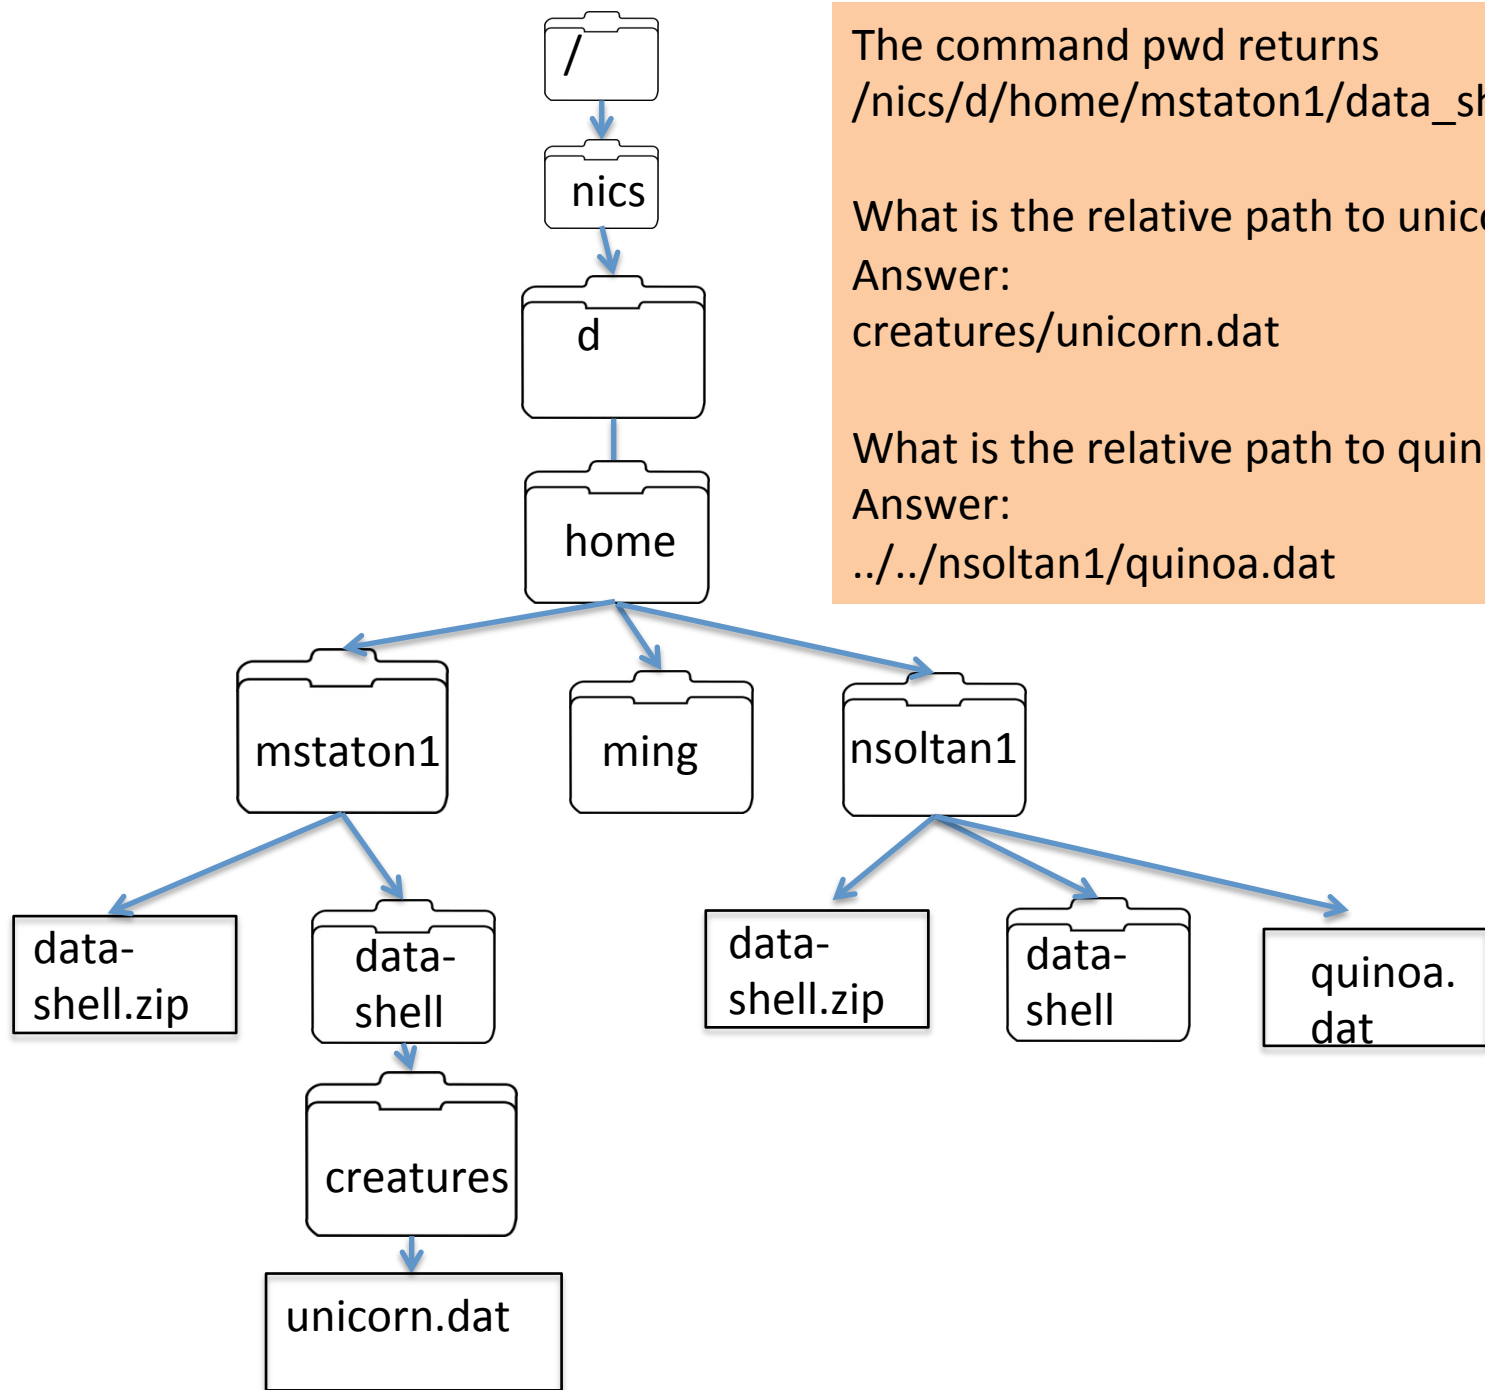 /
nics
d
home
mstaton1
ming
nsoltan1
data-
shell.zip
data-
shell
data-
shell.zip
data-
shell
quinoa.
dat
creatures
unicorn.dat
The command pwd returns
/nics/d/home/mstaton1/data_sh
What is the relative path to unic
Answer:
creatures/unicorn.dat
What is the relative path to quin
Answer:
../../nsoltan1/quinoa.dat